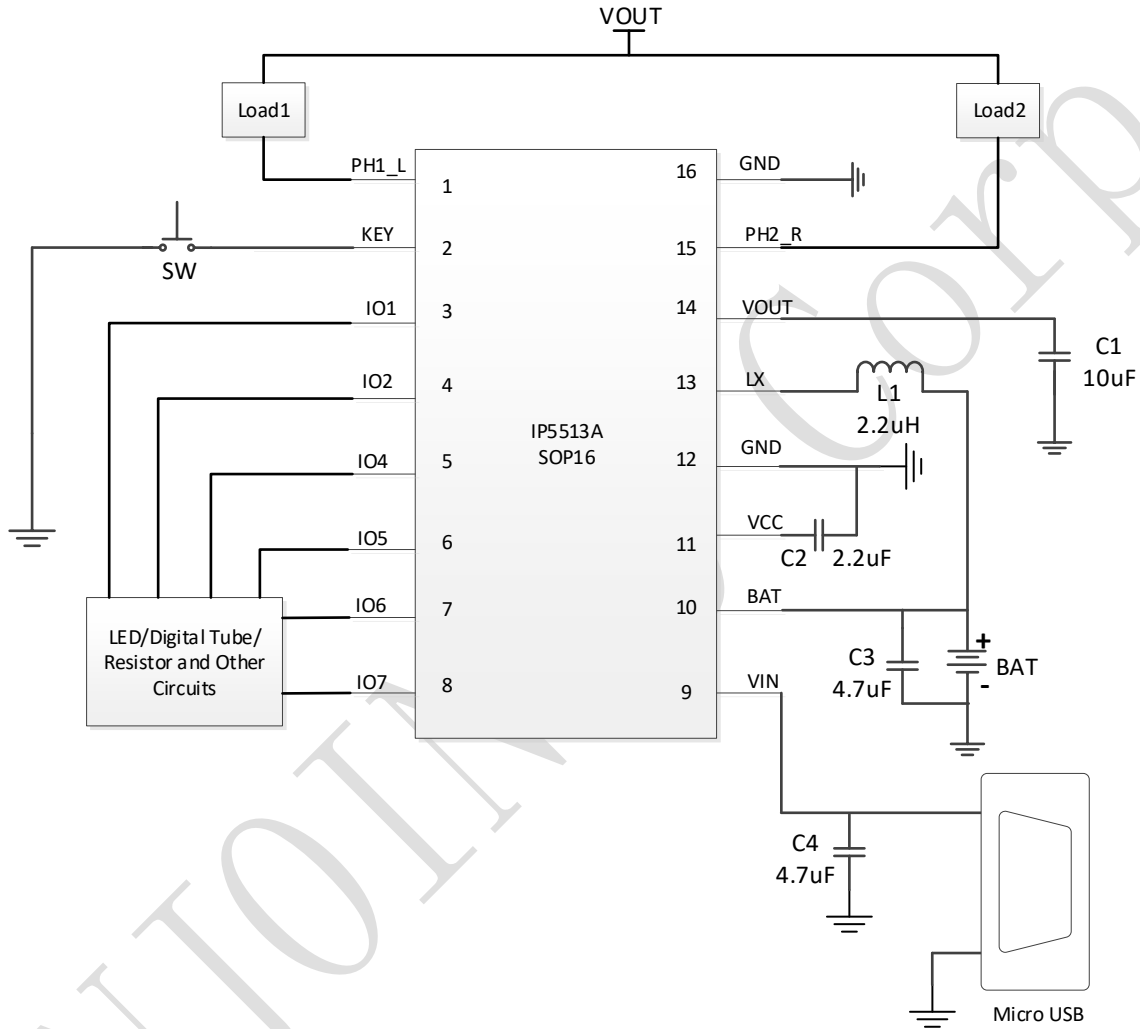 VOUT
Load1
Load2
PH1_L
1
16
GND
KEY
2
15
PH2_R
SW
IO1
3
14
VOUT
C1
10uF
IO2
4
13
LX
L1
2.2uH
IP5513A
SOP16
IO4
5
12
GND
IO5
6
11
VCC
C2
2.2uF
IO6
7
10
BAT
LED/Digital Tube/
Resistor and Other
Circuits
C3
4.7uF
+
BAT
-
IO7
8
9
VIN
C4
4.7uF
Micro USB
INJOINIC Corp